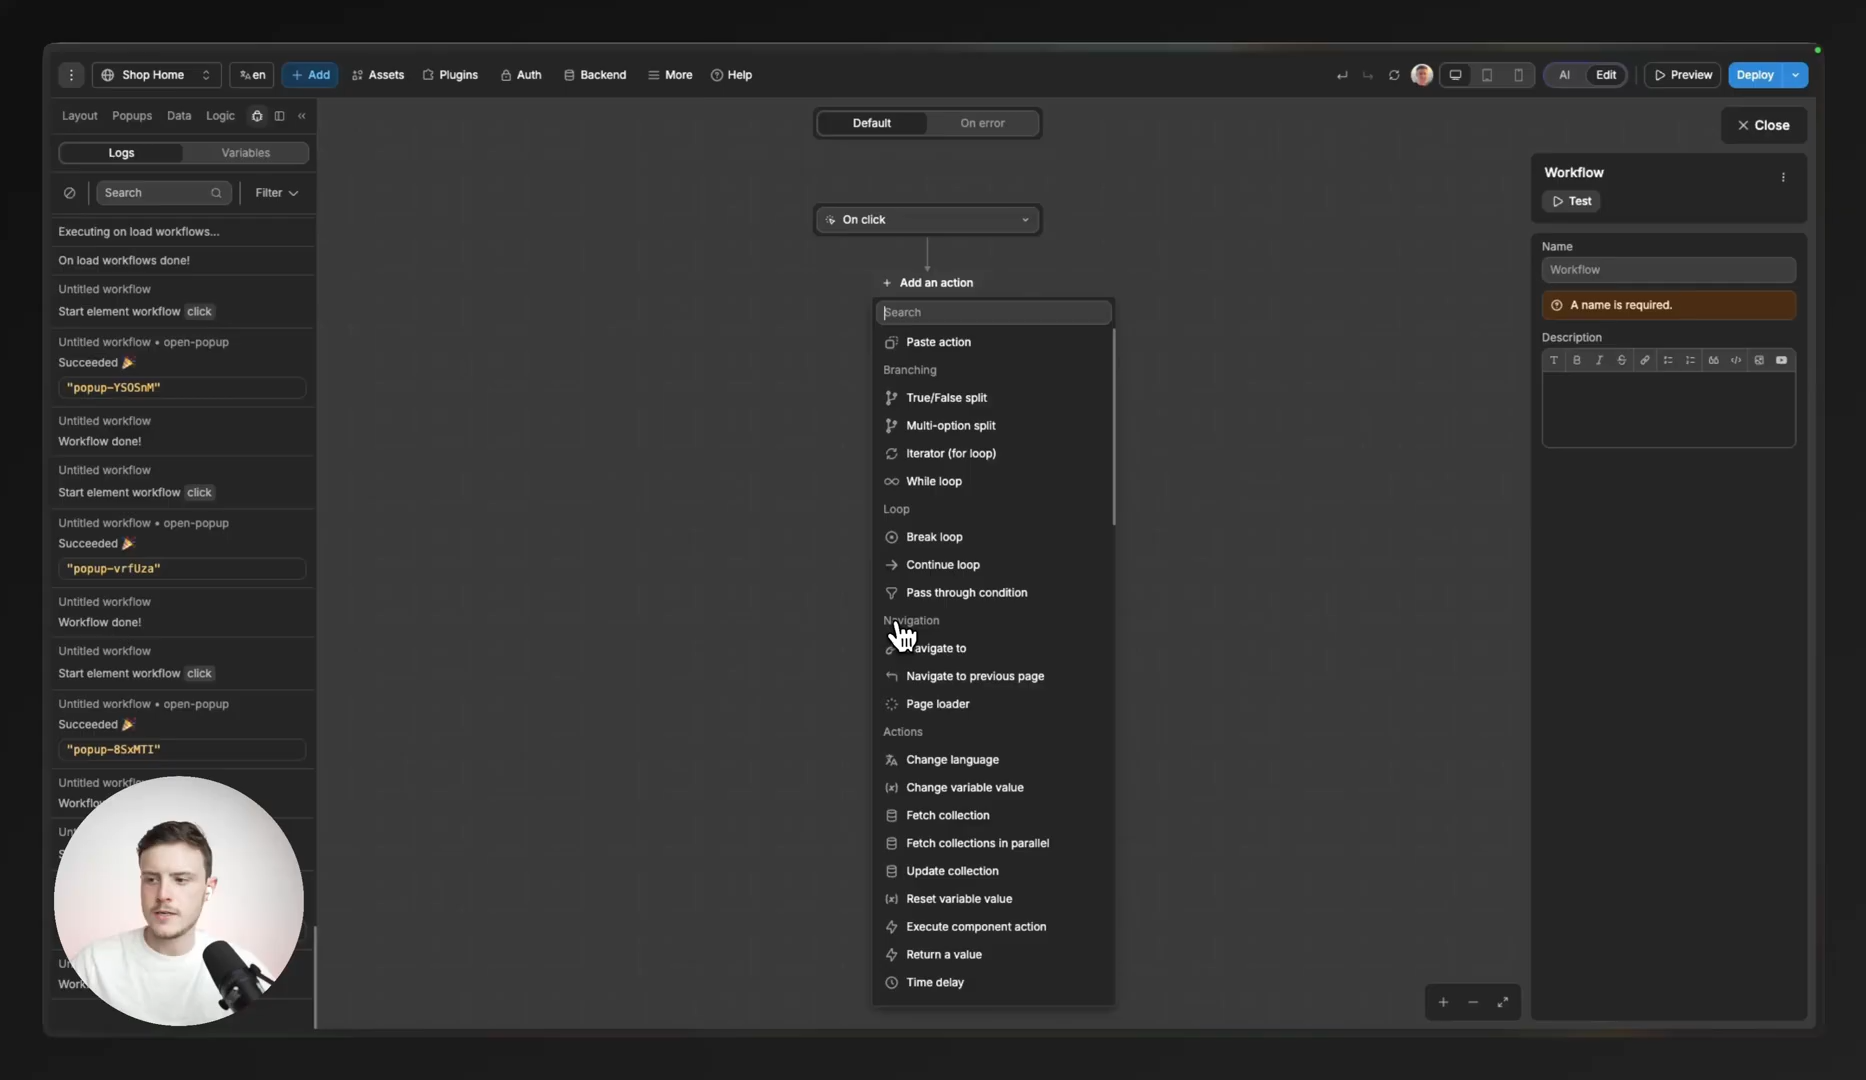 Shop Home
en
+ Add
Assets
Plugins
Auth
Backend
More
Help
AI
Edit
Preview
Deploy
Layout
Popups
Data
Logic
Logs
Variables
Search
Filter
Executing on load workflows...
On load workflows done!
Untitled workflow
Start element workflow click
Untitled workflow • open-popup
Succeeded 🎉
"popup-YSOSnM"
Untitled workflow
Workflow done!
Untitled workflow
Start element workflow click
Untitled workflow • open-popup
Succeeded 🎉
"popup-vrfUza"
Untitled workflow
Workflow done!
Untitled workflow
Start element workflow click
Untitled workflow • open-popup
Succeeded 🎉
"popup-8SxMTI"
Untitled
Default
On error
On click
+ Add an action
Search
Paste action
Branching
True/False split
Multi-option split
Iterator (for loop)
While loop
Loop
Break loop
Continue loop
Pass through condition
Navigation
Navigate to
Navigate to previous page
Page loader
Actions
Change language
Change variable value
Fetch collection
Fetch collections in parallel
Update collection
Reset variable value
Execute component action
Return a value
Time delay
Close
Workflow
Test
Name
Workflow
A name is required.
Description